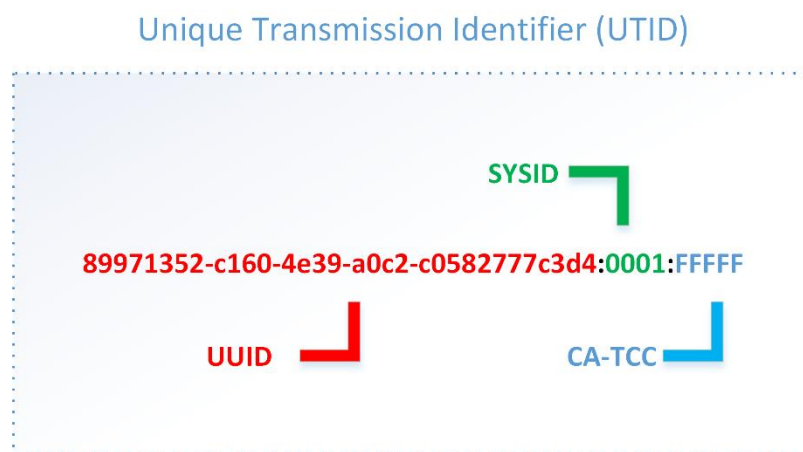 Unique Transmission Identifier (UTID)
SYSID
89971352-c160-4e39-a0c2-c0582777c3d4:0001:FFFFF
UUID
CA-TCC